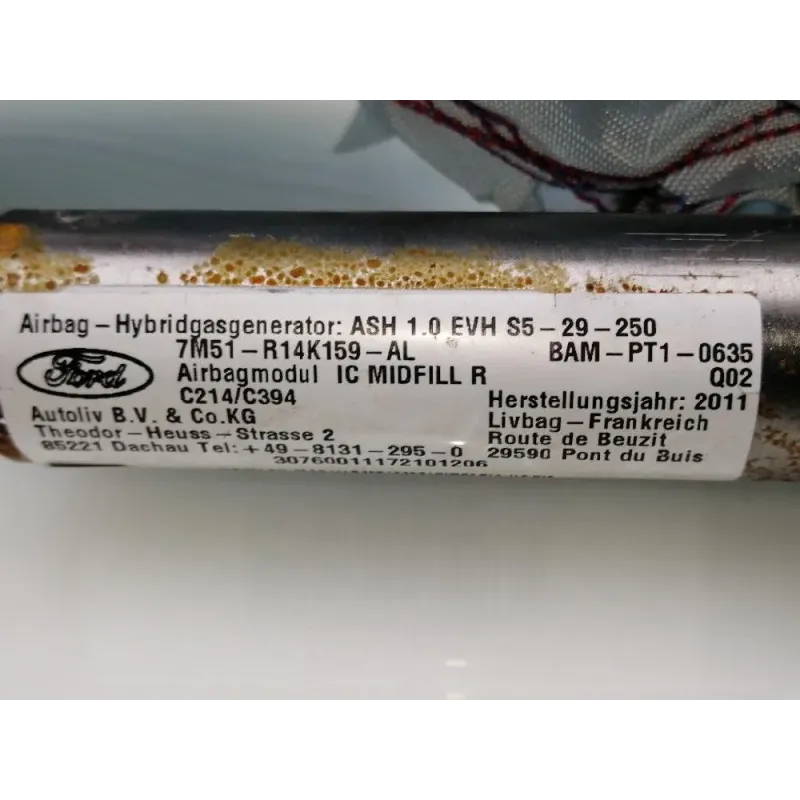 Airbag-Hybridgasgenerator: ASH 1.0 EVH S5-29-250
7M51-R14K159-AL BAM-PT1-0635
Ford Airbagmodul IC MIDFILL R Q02
C214/C394 Herstellungsjahr: 2011
Autoliv B.V. & Co.KG Livbag-Frankreich
Theodor-Heuss-Strasse 2 Route de Beuzit
85221 Dachau Tel: +49-8131-295-0 29590 Pont du Buis
30760011172101206